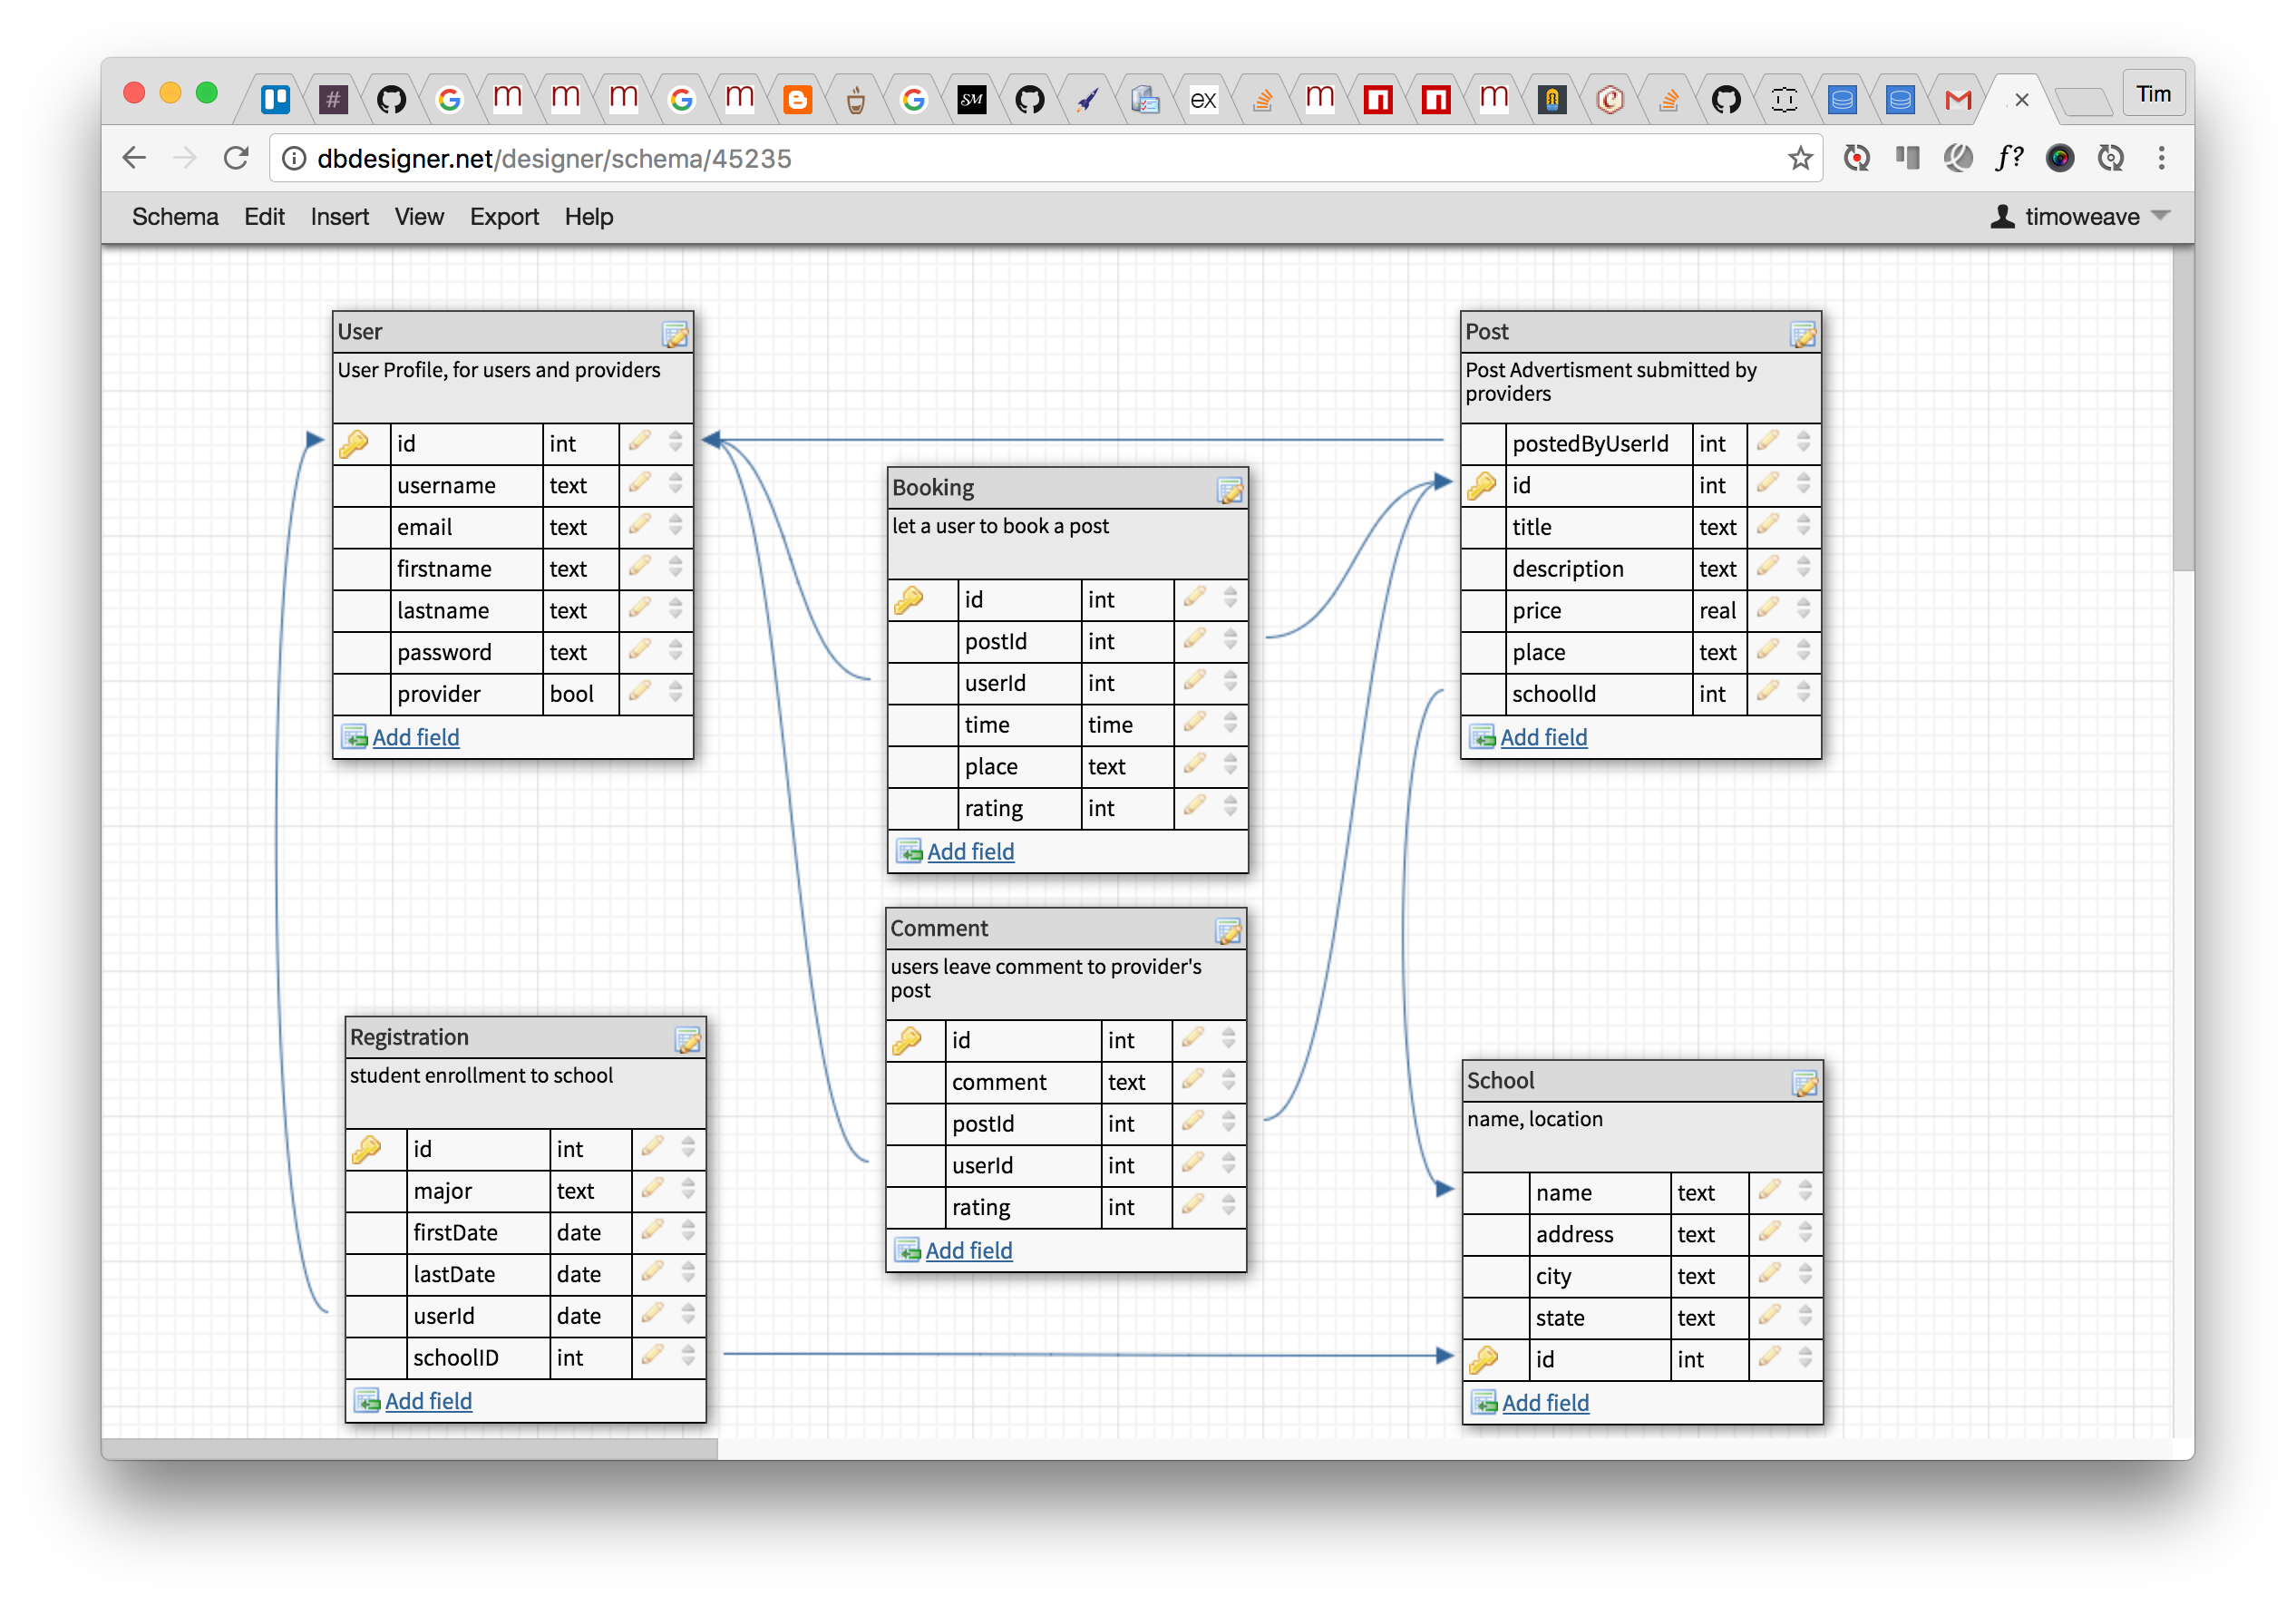 Tim
dbdesigner.net/designer/schema/45235
f?
Schema Edit Insert View Export Help
timoweave
User
User Profile, for users and providers
id int
username text
email text
firstname text
lastname text
password text
provider bool
Add field
Booking
let a user to book a post
id int
postId int
userId int
time time
place text
rating int
Add field
Post
Post Advertisment submitted by
providers
postedByUserId int
id int
title text
description text
price real
place text
schoolId int
Add field
Comment
users leave comment to provider's
post
id int
comment text
postId int
userId int
rating int
Add field
Registration
student enrollment to school
id int
major text
firstDate date
lastDate date
userId date
schoolID int
Add field
School
name, location
name text
address text
city text
state text
id int
Add field